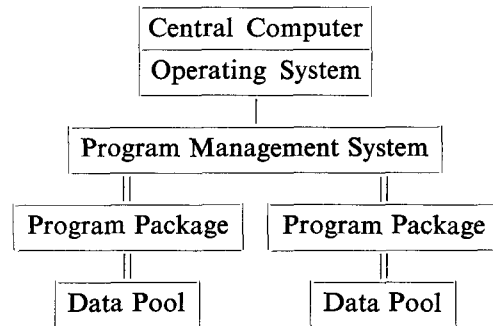 Central Computer
Operating System
Program Management System
Program Package
Program Package
Data Pool
Data Pool